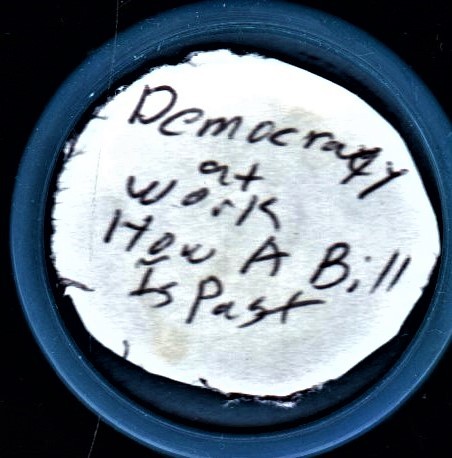 Democracy
at
work
How A Bill
Is Past